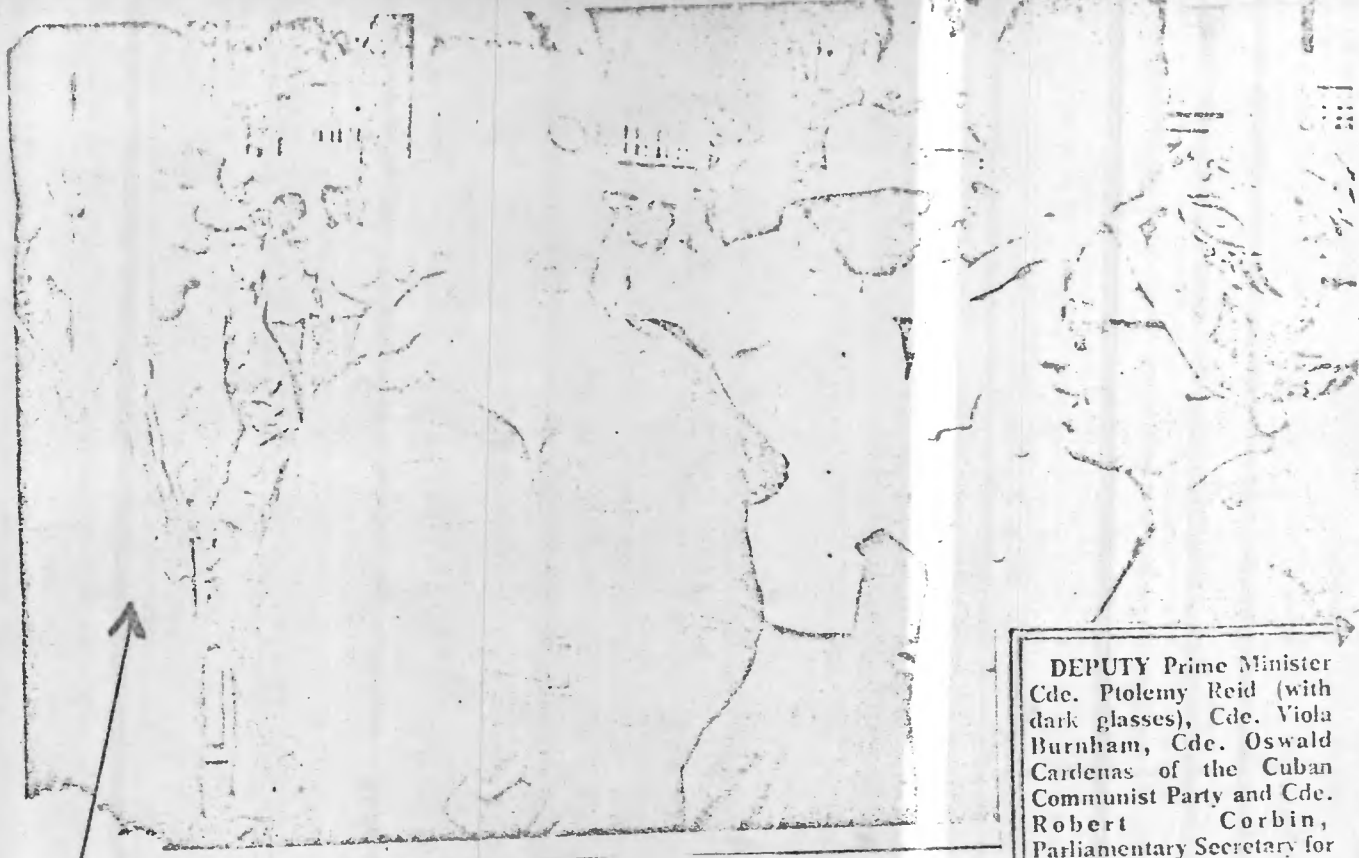 DEPUTY Prime Minister
Cde. Ptolemy Reid (with
dark glasses), Cde. Viola
Burnham, Cde. Oswald
Cardenas of the Cuban
Communist Party and Cde.
Robert Corbin,
Parliamentary Secretary for